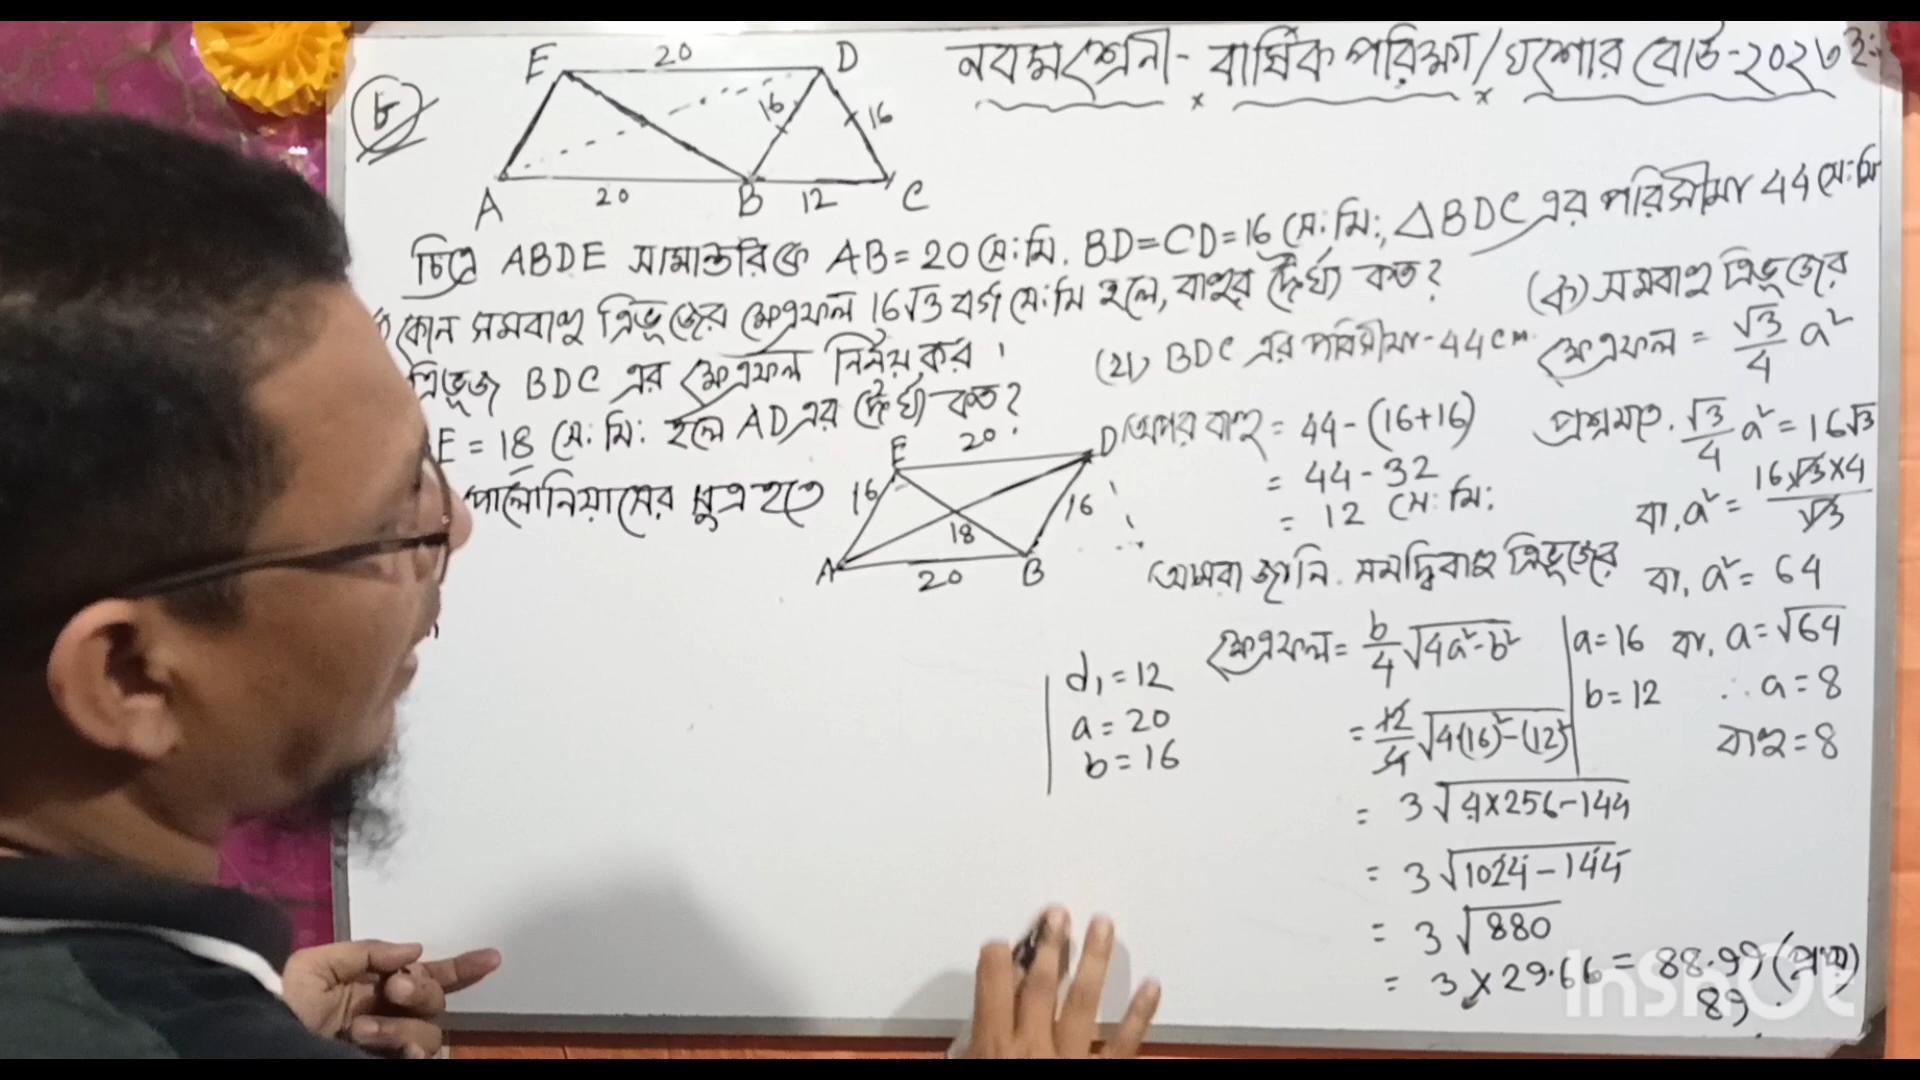 নবমশ্রেনী - বার্ষিক পরিক্ষা / যশোর বোর্ড - ২০২৩ ইং
৮
E 20 D
16 16
A 20 B 12 C
চিত্রে ABDE সামান্তরিকে AB = 20 সে:মি. BD = CD = 16 সে:মি:, △BDC এর পরিসীমা 44 সে:মি
কোন সমবাহু ত্রিভূজের ক্ষেত্রফল 16√3 বর্গ সে:মি হলে, বাহুর দৈর্ঘ্য কত?
ত্রিভূজ BDC এর ক্ষেত্রফল নির্নয় কর।
E = 18 সে: মি: হলে AD এর দৈর্ঘ্য কত?
পোলোনিয়াসের সুত্র হতে
E 20 D
16 18 16
A 20 B
d₁ = 12
a = 20
b = 16
(খ) BDC এর পরিসীমা - 44 cm
অপর বাহু = 44 - (16+16)
= 44 - 32
= 12 সে: মি:
আমরা জানি. সমদ্বিবাহু ত্রিভূজের
ক্ষেত্রফল = b/4 √4a² - b²
a = 16
b = 12
= 12/4 √4(16)² - (12)²
= 3 √4×256 - 144
= 3 √1024 - 144
= 3 √880
= 3 × 29.66 = 88.99 (প্রায়)
89
(ক) সমবাহু ত্রিভূজের
ক্ষেত্রফল = √3/4 a²
প্রশ্নমতে. √3/4 a² = 16√3
বা, a² = 16√3×4/√3
বা, a² = 64
বা, a = √64
∴ a = 8
বাহু = 8
InShOt